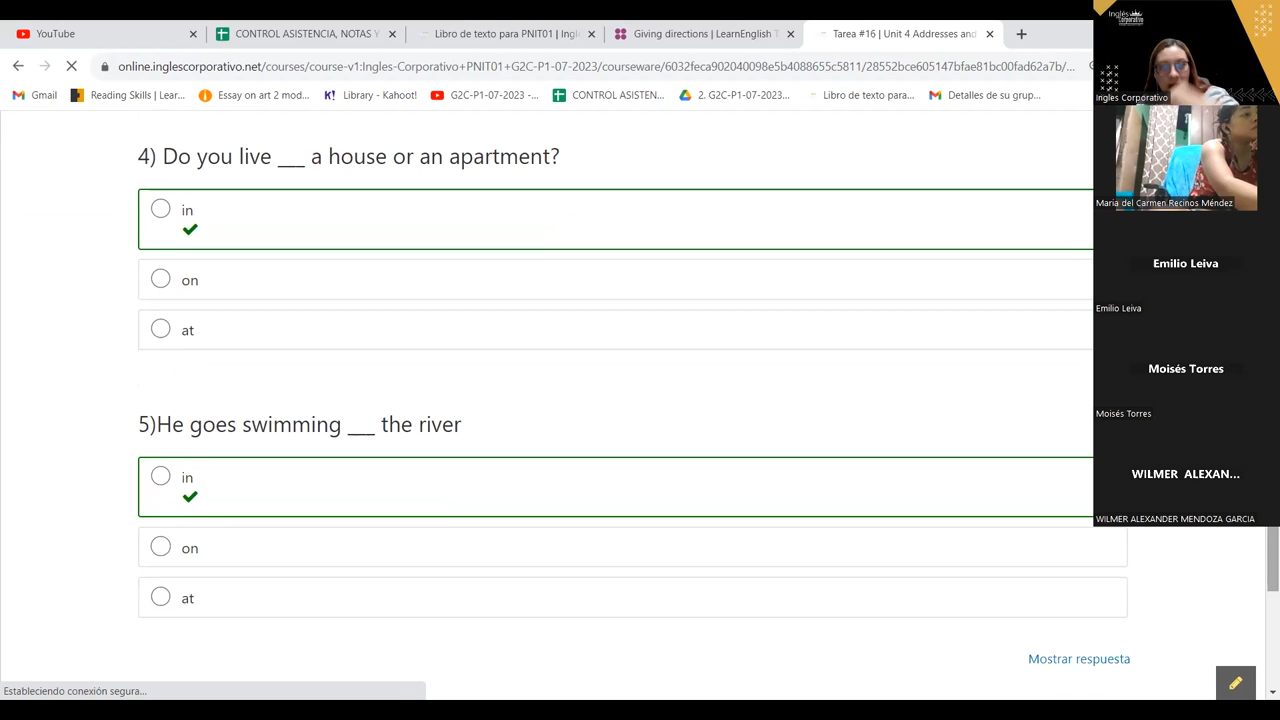 YouTube
CONTROL ASISTENCIA, NOTAS Y
Libro de texto para PNIT01 | Ingl
Giving directions | LearnEnglish T
Tarea #16 | Unit 4 Addresses and
online.inglescorporativo.net/courses/course-v1:Ingles-Corporativo+PNIT01+G2C-P1-07-2023/courseware/6032feca902040098e5b4088655c5811/28552bce605147bfae81bc00fad62a7b/...
Gmail
Reading Skills | Lear...
Essay on art 2 mod...
Library - Ka
G2C-P1-07-2023 -...
CONTROL ASISTEN...
2. G2C-P1-07-2023...
Libro de texto para...
Detalles de su grup...
4) Do you live ___ a house or an apartment?
in
on
at
5)He goes swimming ___ the river
in
on
at
Mostrar respuesta
Estableciendo conexión segura...
Inglés
Corporativo
Ingles Corporativo
Maria del Carmen Recinos Méndez
Emilio Leiva
Emilio Leiva
Moisés Torres
Moisés Torres
WILMER ALEXAN...
WILMER ALEXANDER MENDOZA GARCIA